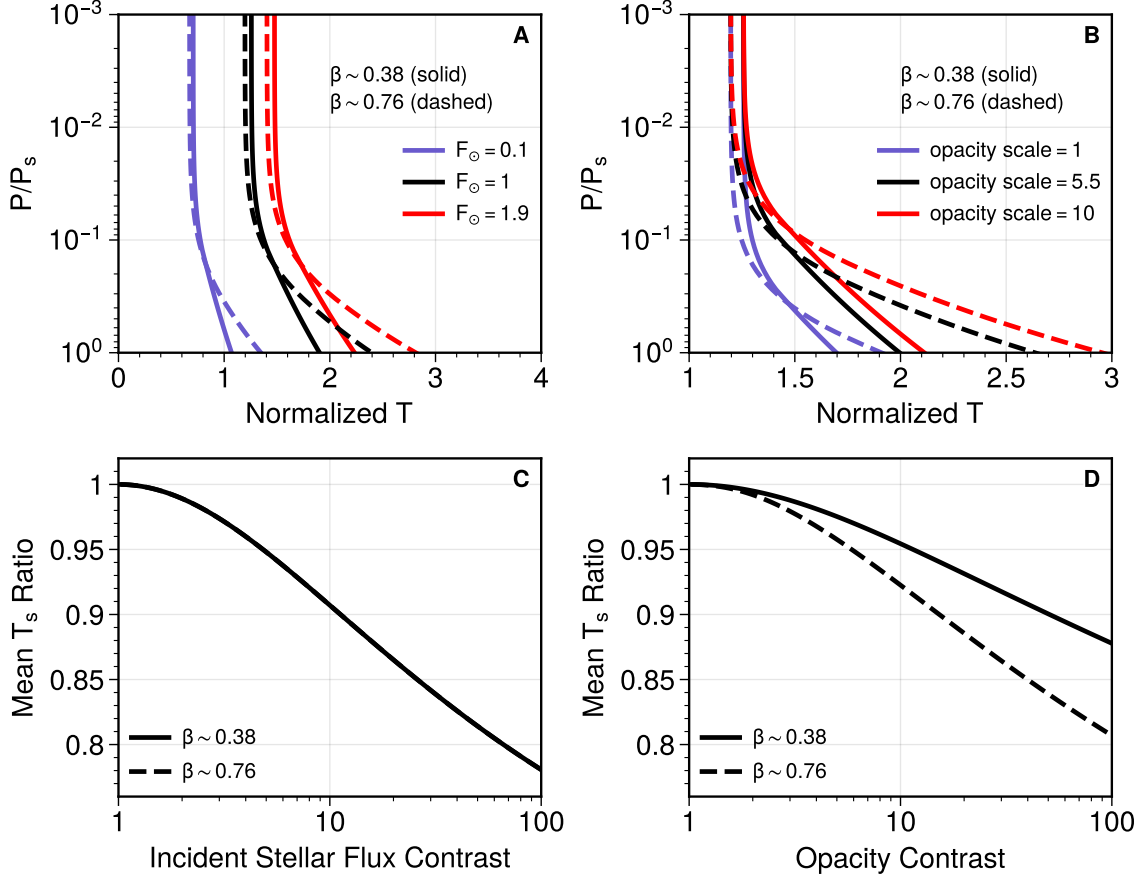 A
10⁻³
10⁻²
10⁻¹
10⁰
P/Pₛ
β ~ 0.38 (solid)
β ~ 0.76 (dashed)
F☉ = 0.1
F☉ = 1
F☉ = 1.9
0 1 2 3 4
Normalized T
B
10⁻³
10⁻²
10⁻¹
10⁰
P/Pₛ
β ~ 0.38 (solid)
β ~ 0.76 (dashed)
opacity scale = 1
opacity scale = 5.5
opacity scale = 10
1 1.5 2 2.5 3
Normalized T
C
1
0.95
0.9
0.85
0.8
Mean Tₛ Ratio
β ~ 0.38
β ~ 0.76
1 10 100
Incident Stellar Flux Contrast
D
1
0.95
0.9
0.85
0.8
Mean Tₛ Ratio
β ~ 0.38
β ~ 0.76
1 10 100
Opacity Contrast